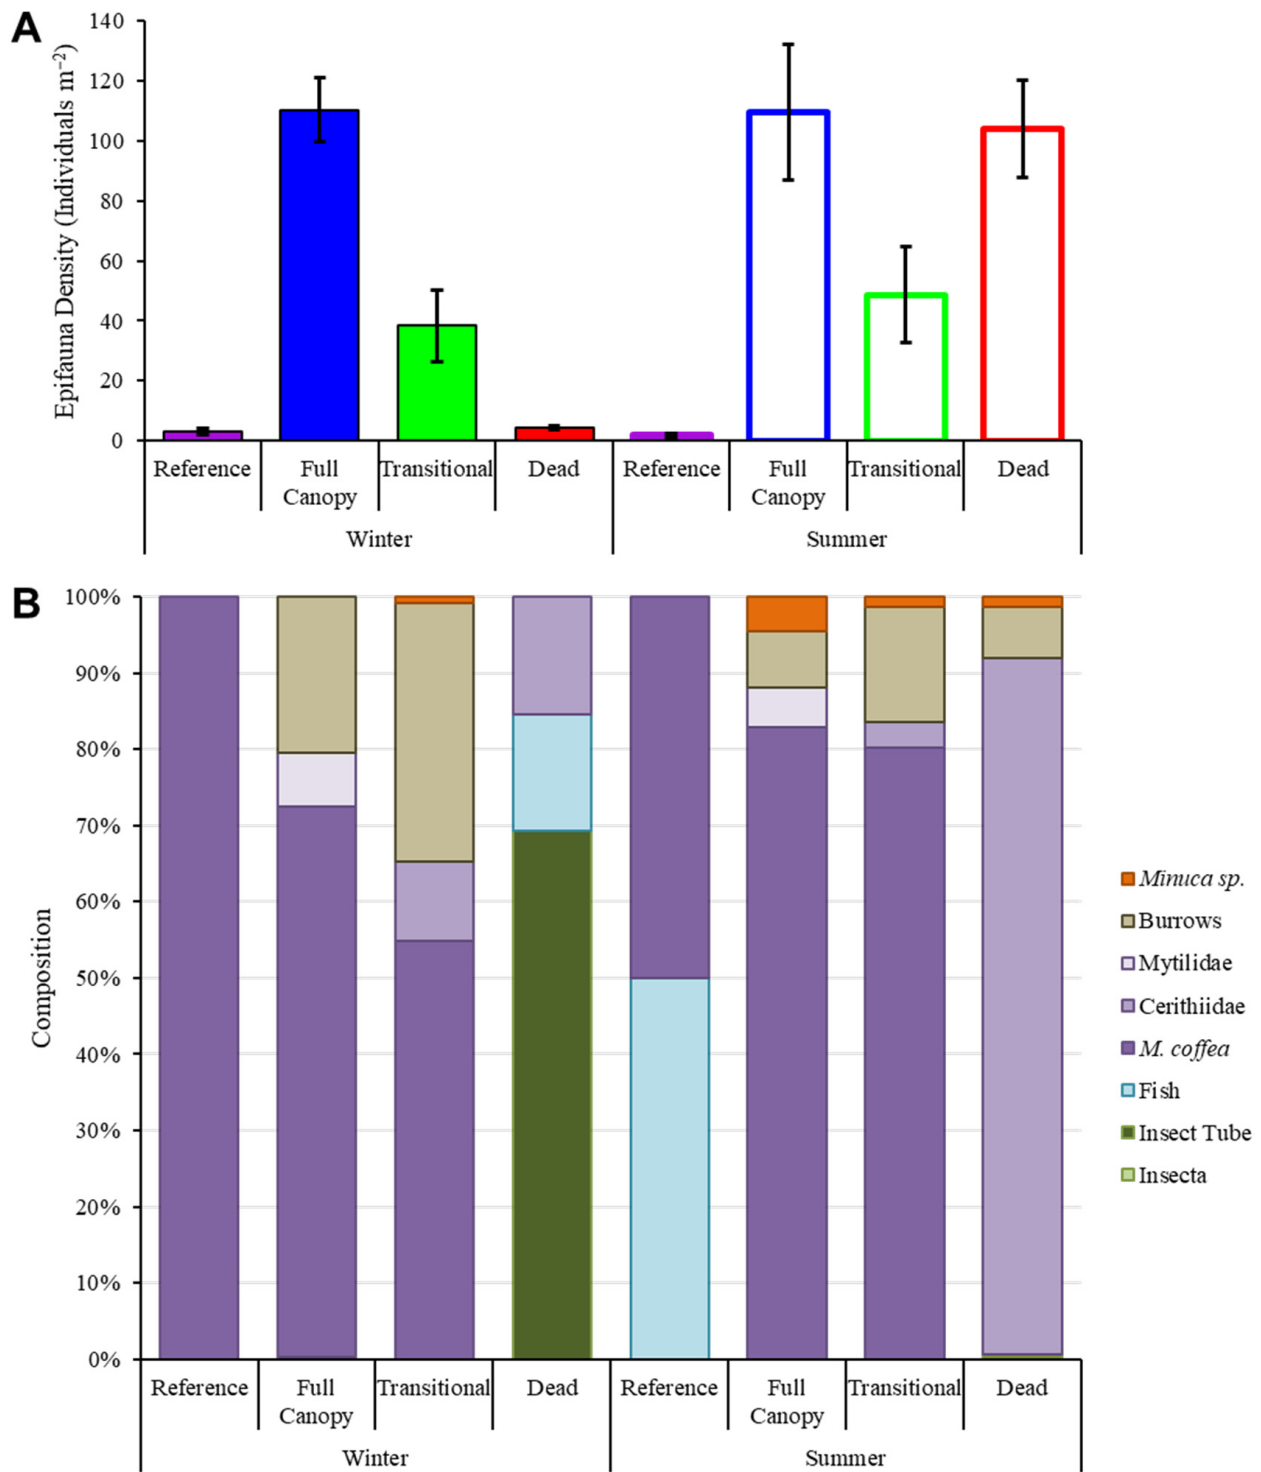 A
Epifauna Density (Individuals m⁻²)
140
120
100
80
60
40
20
0
Reference Full Canopy Transitional Dead Reference Full Canopy Transitional Dead
Winter Summer
B
Composition
100%
90%
80%
70%
60%
50%
40%
30%
20%
10%
0%
Reference Full Canopy Transitional Dead Reference Full Canopy Transitional Dead
Winter Summer
Minuca sp.
Burrows
Mytilidae
Cerithiidae
M. coffea
Fish
Insect Tube
Insecta